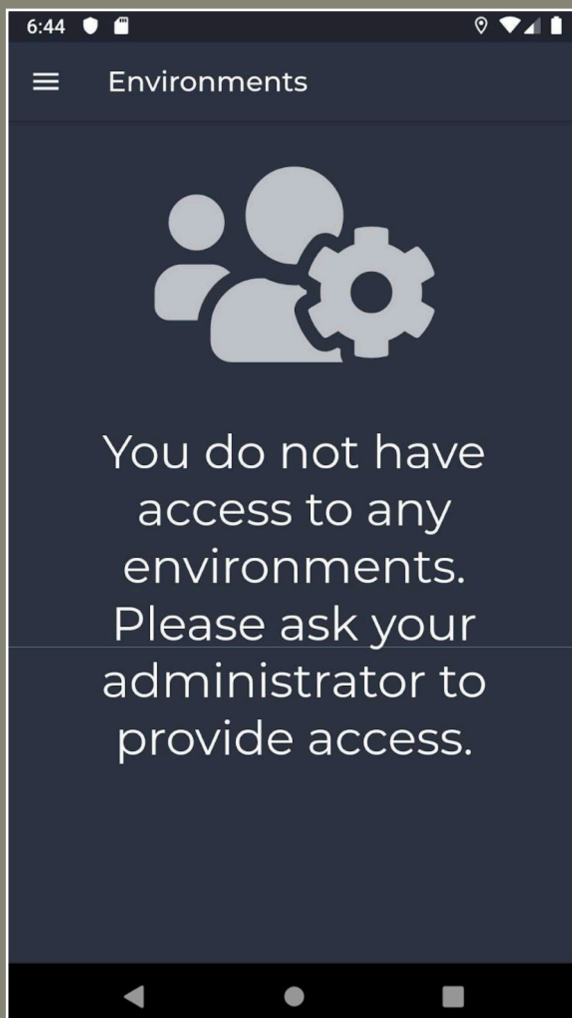 6:44
Environments
You do not have
access to any
environments.
Please ask your
administrator to
provide access.